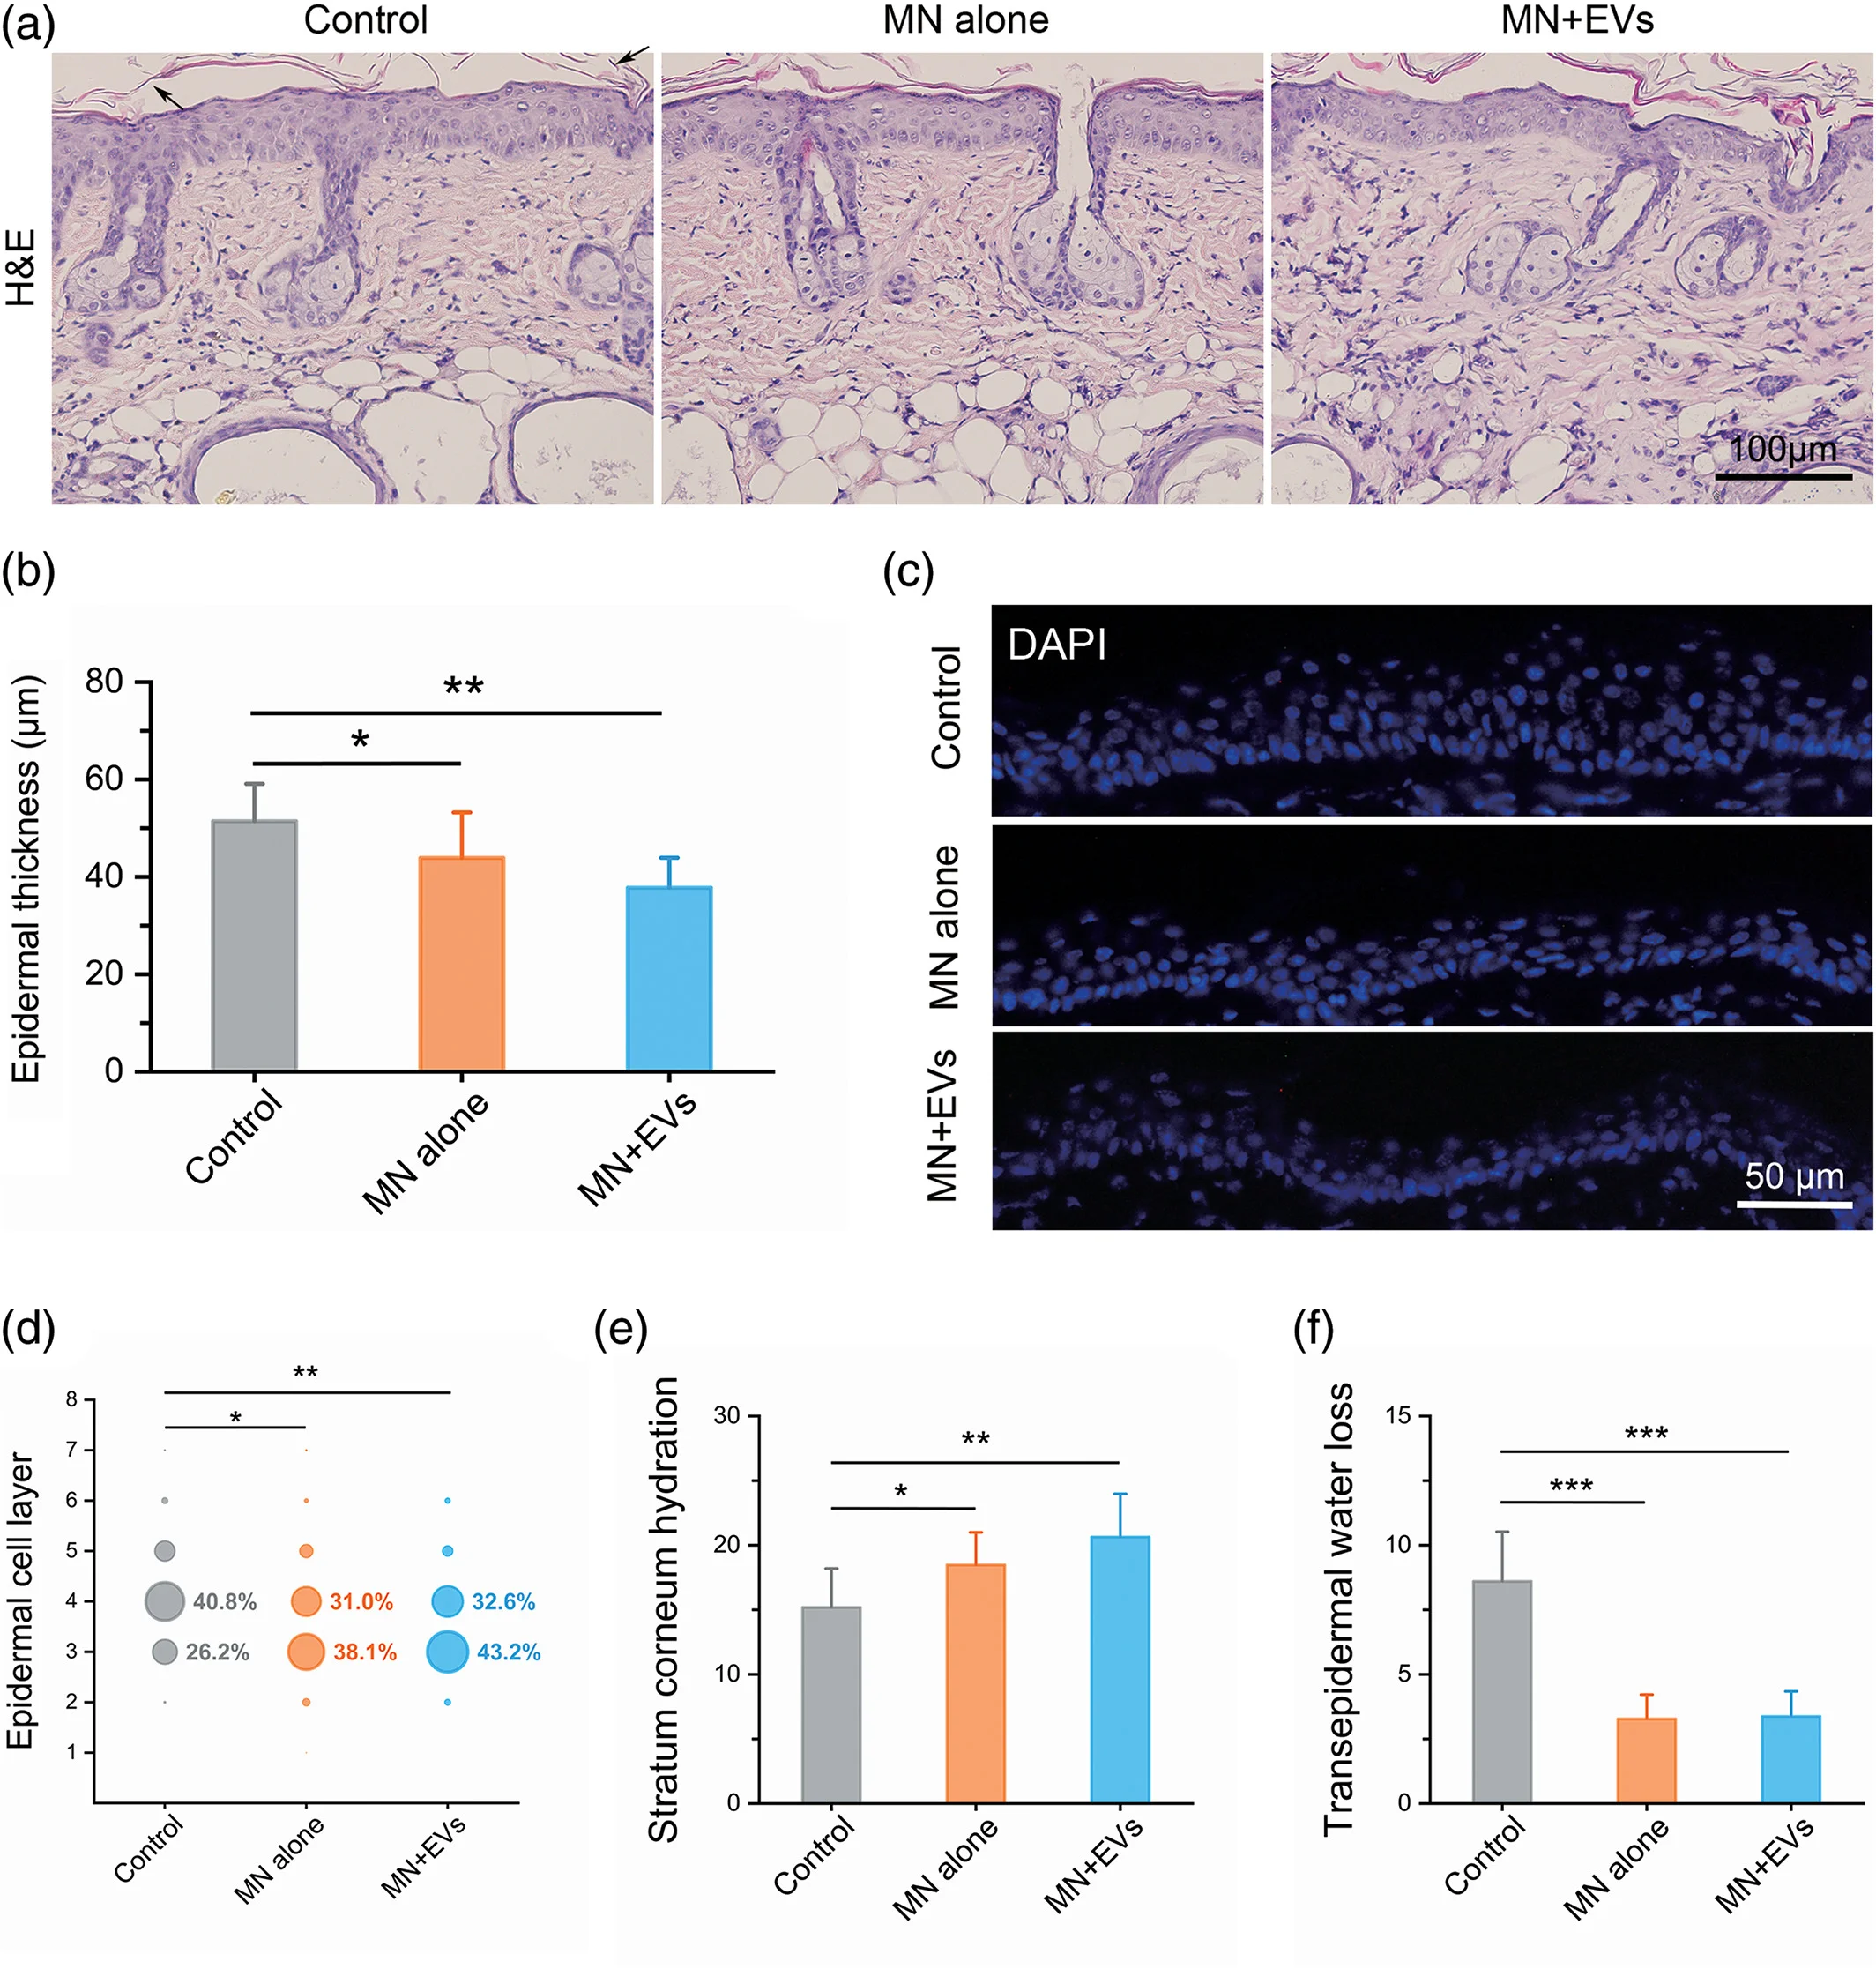 (a)
Control
MN alone
MN+EVs
H&E
100μm
(b)
Epidermal thickness (μm)
80
60
40
20
0
**
*
Control
MN alone
MN+EVs
(c)
DAPI
Control
MN alone
MN+EVs
50 μm
(d)
Epidermal cell layer
8
7
6
5
4
3
2
1
**
*
40.8%
31.0%
32.6%
26.2%
38.1%
43.2%
Control
MN alone
MN+EVs
(e)
Stratum corneum hydration
30
20
10
0
**
*
Control
MN alone
MN+EVs
(f)
Transepidermal water loss
15
10
5
0
***
***
Control
MN alone
MN+EVs